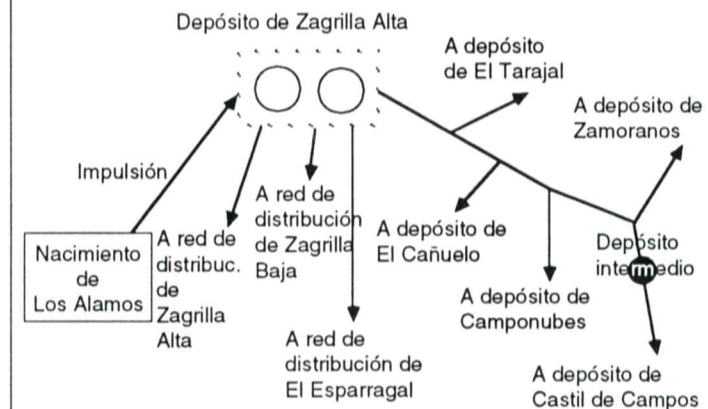 Depósito de Zagrilla Alta
A depósito
de El Tarajal
A depósito de
Zamoranos
Impulsión
Nacimiento
de
Los Alamos
A red de
distribuc.
de
Zagrilla
Alta
A red de
distribución
de Zagrilla
Baja
A red de
distribución de
El Esparragal
A depósito de
El Cañuelo
A depósito de
Camponubes
Depósito
intermedio
A depósito de
Castil de Campos